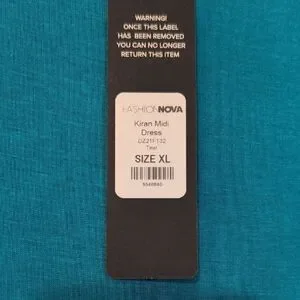 WARNING!
ONCE THIS LABEL
HAS BEEN REMOVED
YOU CAN NO LONGER
RETURN THIS ITEM
FASHIONNOVA
Kiran Midi
Dress
DZ21F132
Teal
SIZE XL